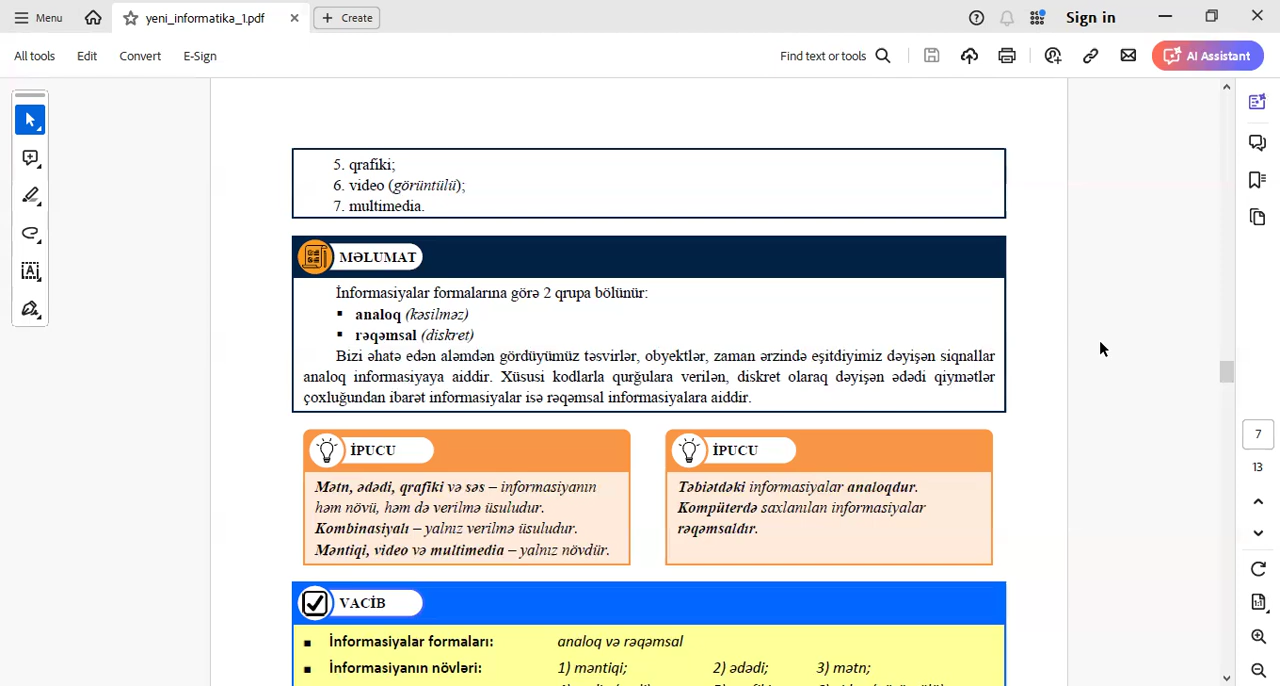 Menu
yeni_informatika_1.pdf
Create
Sign in
All tools
Edit
Convert
E-Sign
Find text or tools
AI Assistant
5. qrafiki;
6. video (görüntülü);
7. multimedia.
MƏLUMAT
İnformasiyalar formalarına görə 2 qrupa bölünür:
▪ analoq (kəsilməz)
▪ rəqəmsal (diskret)
Bizi əhatə edən aləmdən gördüyümüz təsvirlər, obyektlər, zaman ərzində eşitdiyimiz dəyişən siqnallar
analoq informasiyaya aiddir. Xüsusi kodlarla qurğulara verilən, diskret olaraq dəyişən ədədi qiymətlər
çoxluğundan ibarət informasiyalar isə rəqəmsal informasiyalara aiddir.
İPUCU
Mətn, ədədi, qrafiki və səs – informasiyanın
həm növü, həm də verilmə üsuludur.
Kombinasiyalı – yalnız verilmə üsuludur.
Məntiqi, video və multimedia – yalnız növdür.
İPUCU
Təbiətdəki informasiyalar analoqdur.
Kompüterdə saxlanılan informasiyalar
rəqəmsaldır.
VACİB
▪ İnformasiyalar formaları: analoq və rəqəmsal
▪ İnformasiyanın növləri: 1) məntiqi; 2) ədədi; 3) mətn;
7
13